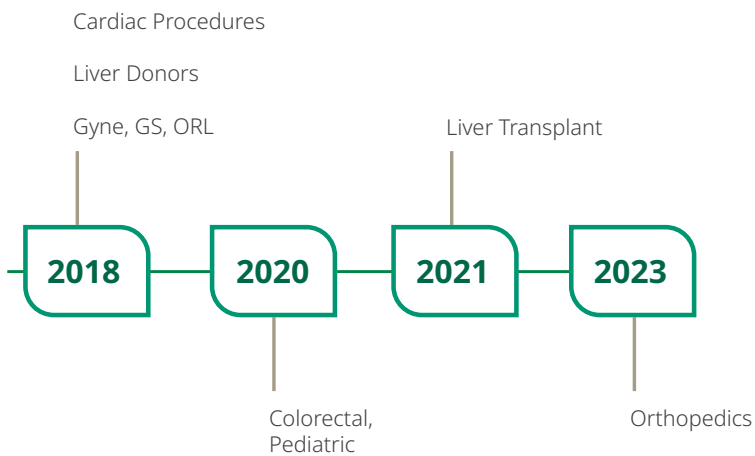 Cardiac Procedures
Liver Donors
Gyne, GS, ORL
Liver Transplant
2018
2020
2021
2023
Colorectal,
Pediatric
Orthopedics